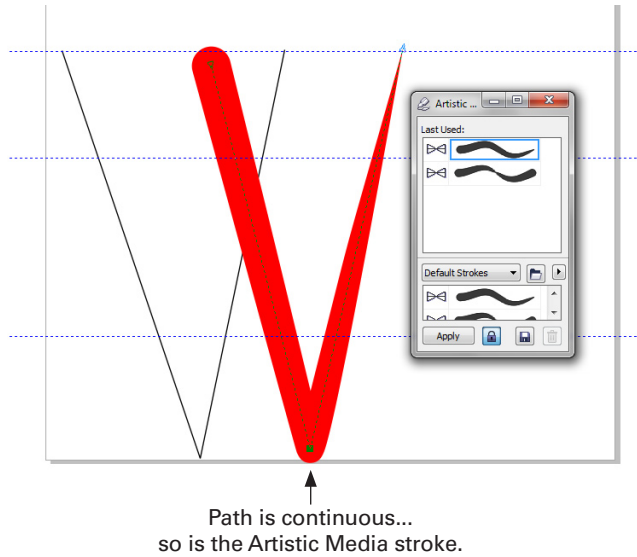 Artistic ...
Last Used:
Default Strokes
Apply
Path is continuous...
so is the Artistic Media stroke.